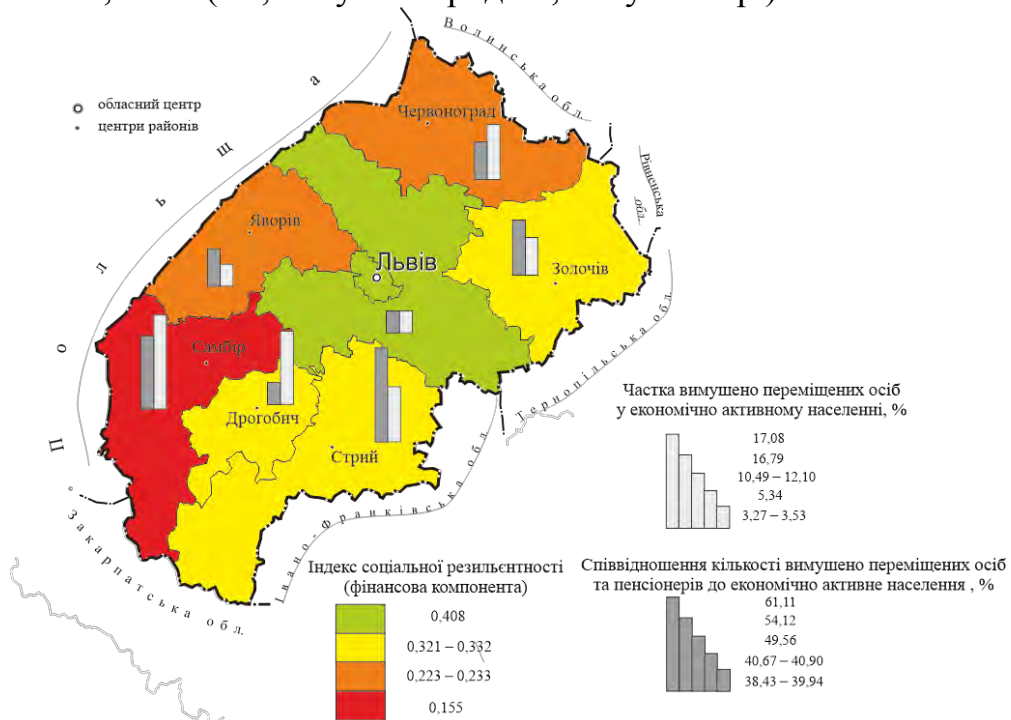 Волинська обл.
Польща
обласний центр
центри районів
Червоноград
Рівненська
обл.
Яворів
Львів
Золочів
Самбір
Дрогобич
Стрий
Тернопільська обл.
Івано-Франківська обл.
Закарпатська обл.
Частка вимушено переміщених осіб
у економічно активному населенні, %
17,08
16,79
10,49 – 12,10
5,34
3,27 – 3,53
Індекс соціальної резильєнтності
(фінансова компонента)
0,408
0,321 – 0,332
0,223 – 0,233
0,155
Співвідношення кількості вимушено переміщених осіб
та пенсіонерів до економічно активне населення , %
61,11
54,12
49,56
40,67 – 40,90
38,43 – 39,94